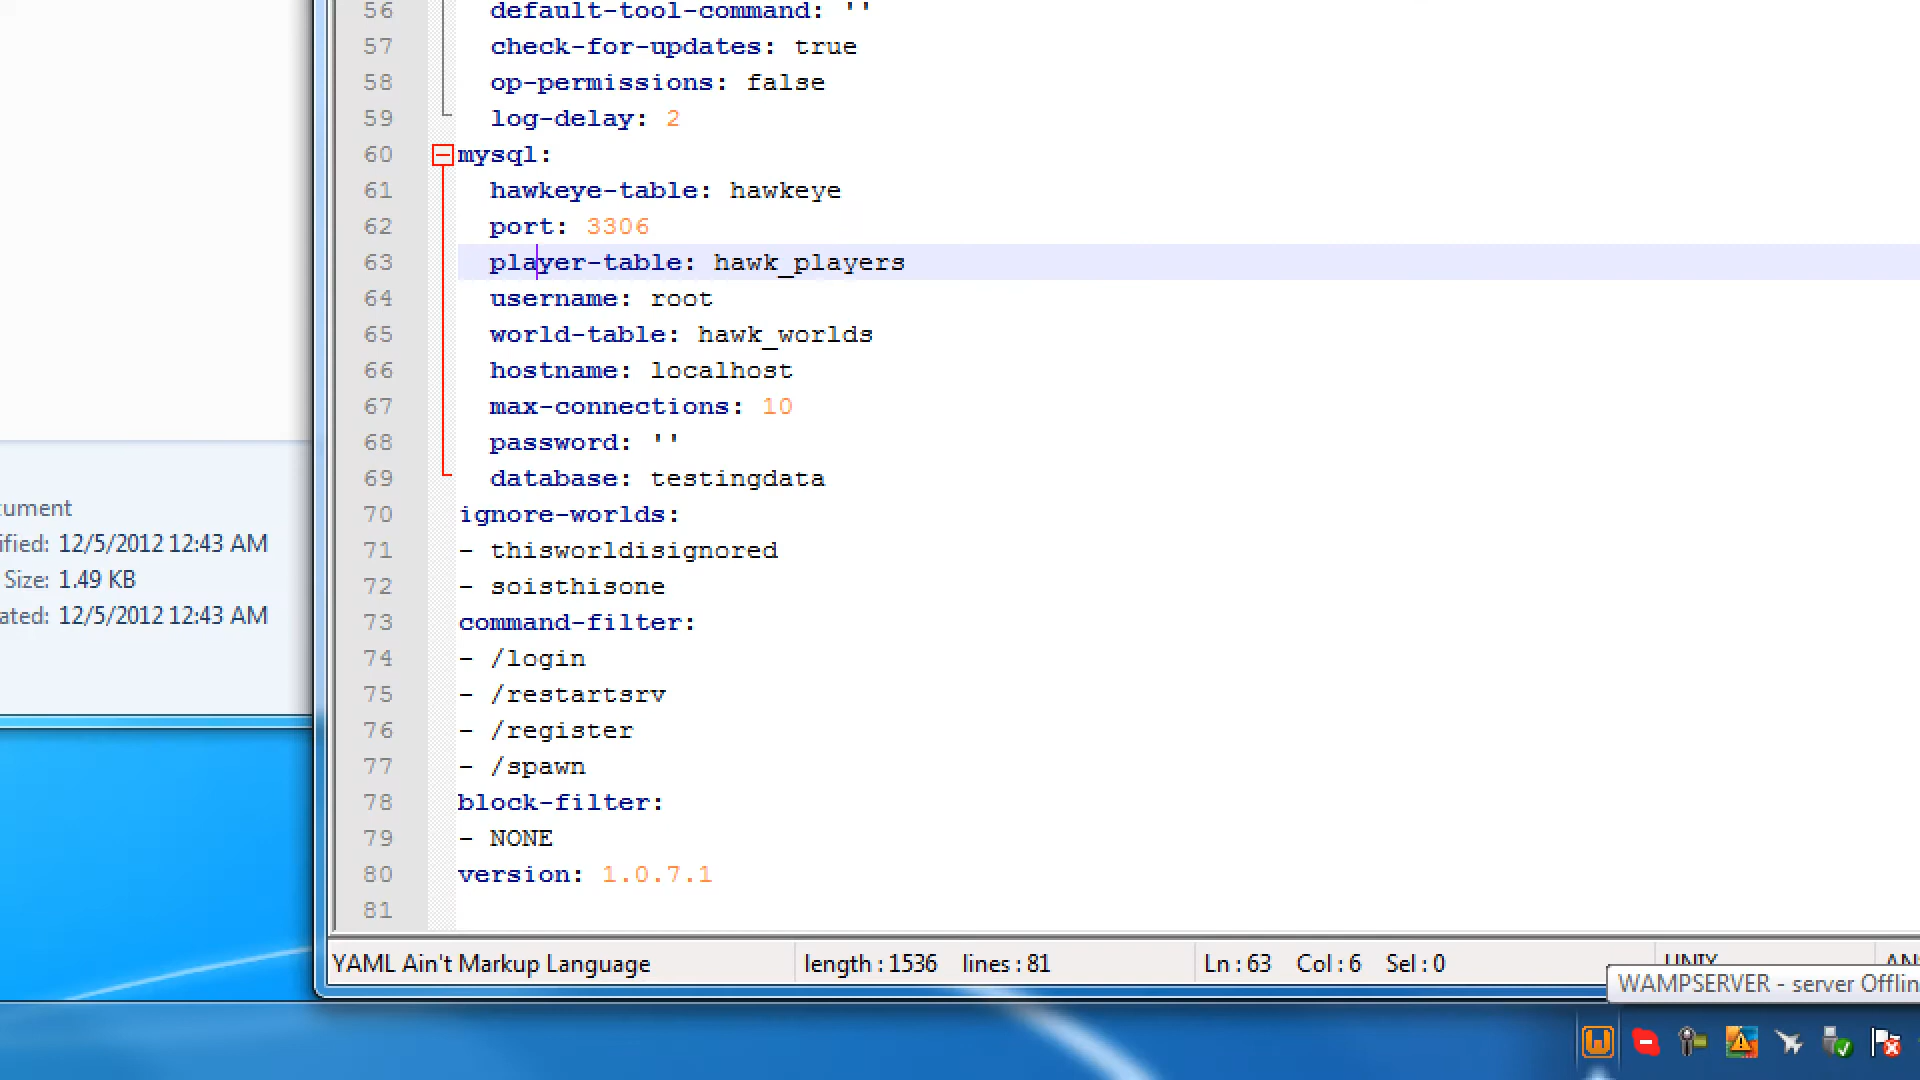 56 default-tool-command: ''
57 check-for-updates: true
58 op-permissions: false
59 log-delay: 2
60 mysql:
61 hawkeye-table: hawkeye
62 port: 3306
63 player-table: hawk_players
64 username: root
65 world-table: hawk_worlds
66 hostname: localhost
67 max-connections: 10
68 password: ''
69 database: testingdata
70 ignore-worlds:
71 - thisworldisignored
72 - soisthisone
73 command-filter:
74 - /login
75 - /restartsrv
76 - /register
77 - /spawn
78 block-filter:
79 - NONE
80 version: 1.0.7.1
81
cument
ified: 12/5/2012 12:43 AM
Size: 1.49 KB
ated: 12/5/2012 12:43 AM
YAML Ain't Markup Language length : 1536 lines : 81 Ln : 63 Col : 6 Sel : 0 UNIX AN
WAMPSERVER - server Offlin